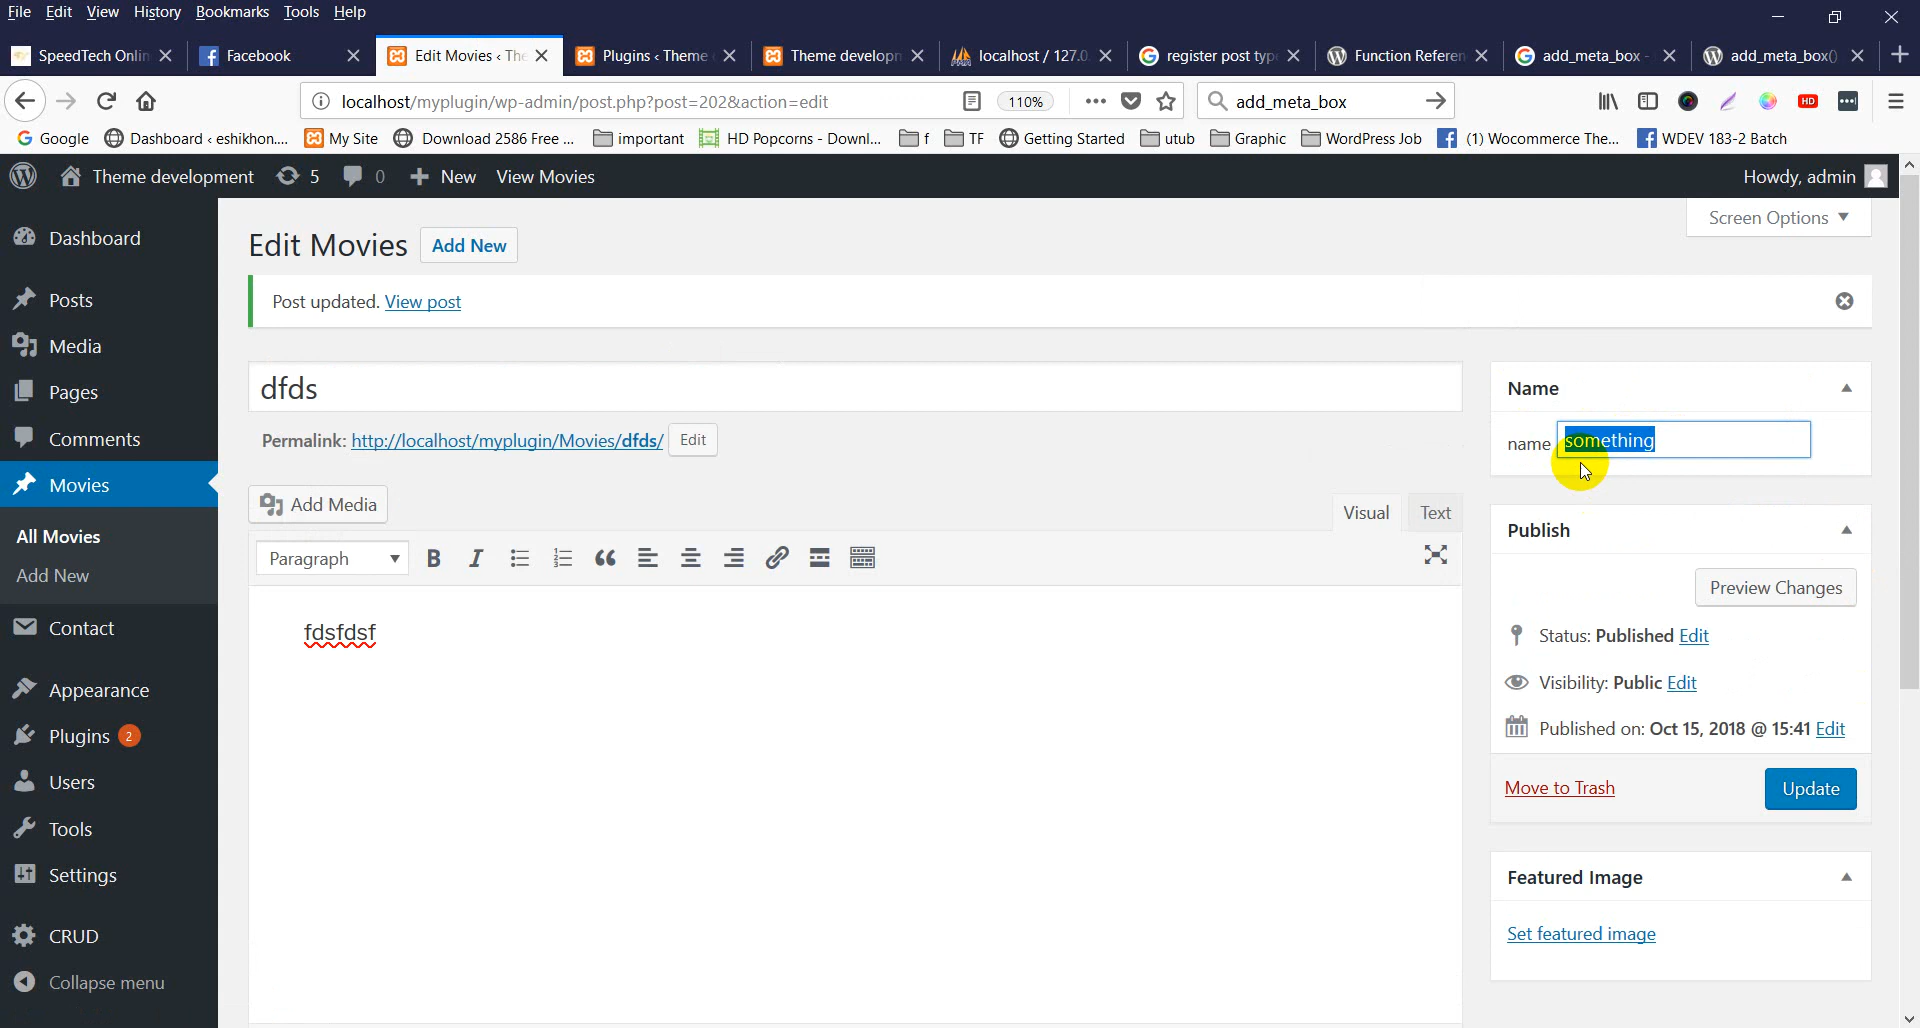 File Edit View History Bookmarks Tools Help
SpeedTech Onlin
Facebook
Edit Movies ‹ The
Plugins ‹ Theme
Theme developm
localhost / 127.0.
register post typ
Function Referen
add_meta_box -
add_meta_box()
localhost/myplugin/wp-admin/post.php?post=202&action=edit
110%
add_meta_box
HD
Google
Dashboard ‹ eshikhon....
My Site
Download 2586 Free ...
important
HD Popcorns - Downl...
f
TF
Getting Started
utub
Graphic
WordPress Job
(1) Wocommerce The...
WDEV 183-2 Batch
Theme development
5
0
New
View Movies
Howdy, admin
Screen Options
Dashboard
Posts
Media
Pages
Comments
Movies
All Movies
Add New
Contact
Appearance
Plugins 2
Users
Tools
Settings
CRUD
Collapse menu
Edit Movies Add New
Post updated. View post
dfds
Permalink: http://localhost/myplugin/Movies/dfds/ Edit
Add Media
Visual Text
Paragraph
B I
fdsfdsf
Name
name something
Publish
Preview Changes
Status: Published Edit
Visibility: Public Edit
Published on: Oct 15, 2018 @ 15:41 Edit
Move to Trash
Update
Featured Image
Set featured image